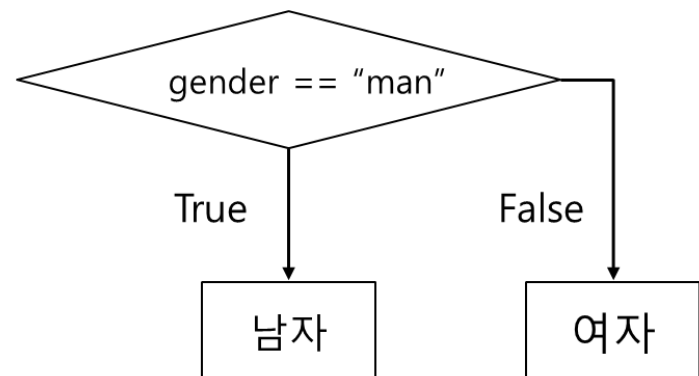 gender == “man”
True
False
남자
여자